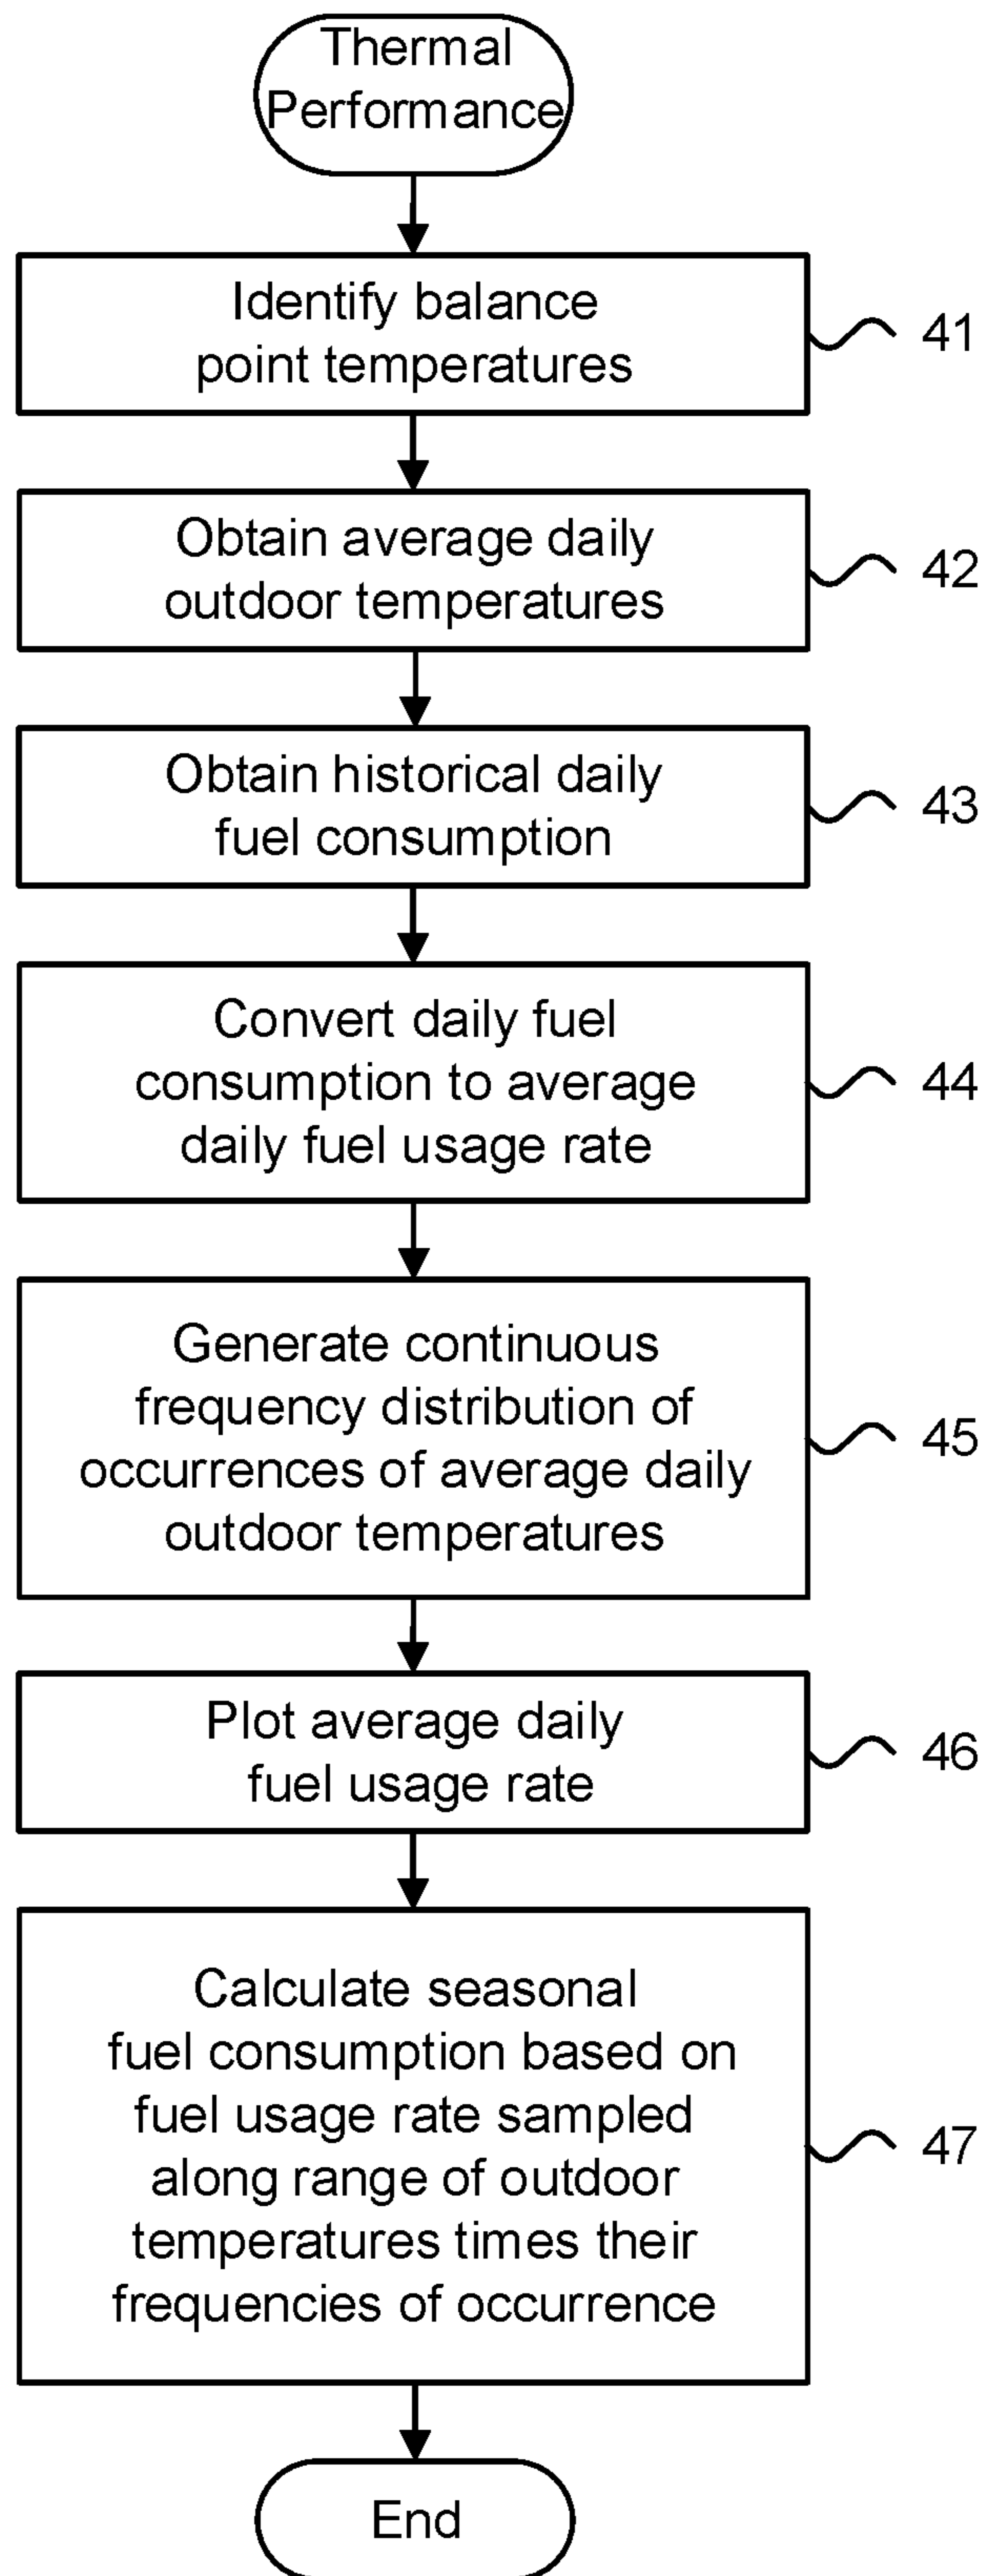 Thermal
Performance
Identify balance
point temperatures
41
Obtain average daily
outdoor temperatures
42
Obtain historical daily
fuel consumption
43
Convert daily fuel
consumption to average
daily fuel usage rate
44
Generate continuous
frequency distribution of
occurrences of average daily
outdoor temperatures
45
Plot average daily
fuel usage rate
46
Calculate seasonal
fuel consumption based on
fuel usage rate sampled
along range of outdoor
temperatures times their
frequencies of occurrence
47
End